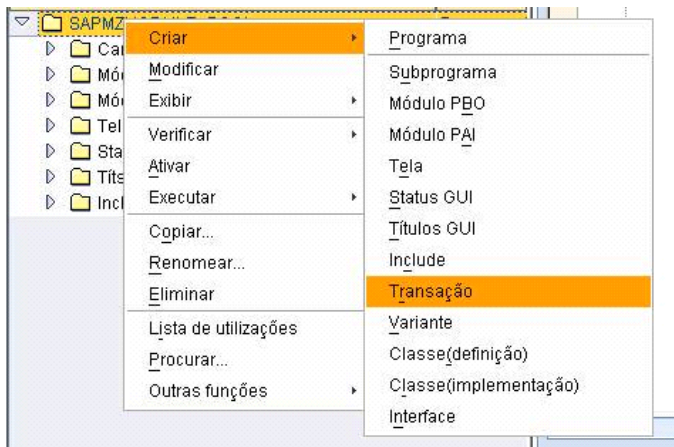 Criar
Modificar
Exibir
Verificar
Ativar
Executar
Copiar...
Renomear...
Eliminar
Lista de utilizações
Procurar...
Outras funções
Programa
Subprograma
Módulo PBO
Módulo PAI
Tela
Status GUI
Títulos GUI
Include
Transação
Variante
Classe(definição)
Classe(implementação)
Interface